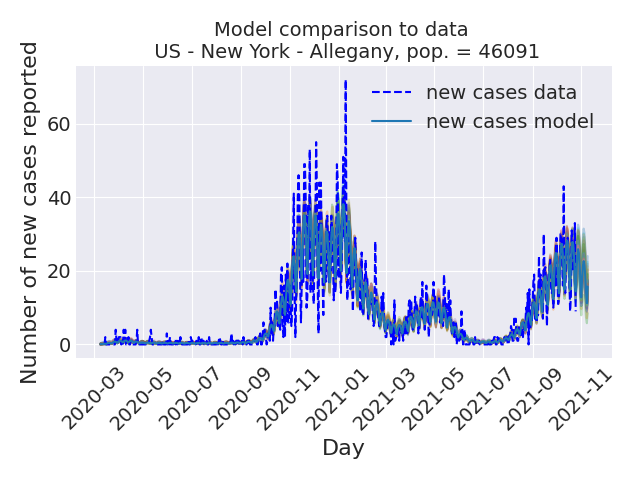 Model comparison to data
US - New York - Allegany, pop. = 46091
Number of new cases reported
60
40
20
0
new cases data
new cases model
2020-03
2020-05
2020-07
2020-09
2020-11
2021-01
2021-03
2021-05
2021-07
2021-09
2021-11
Day